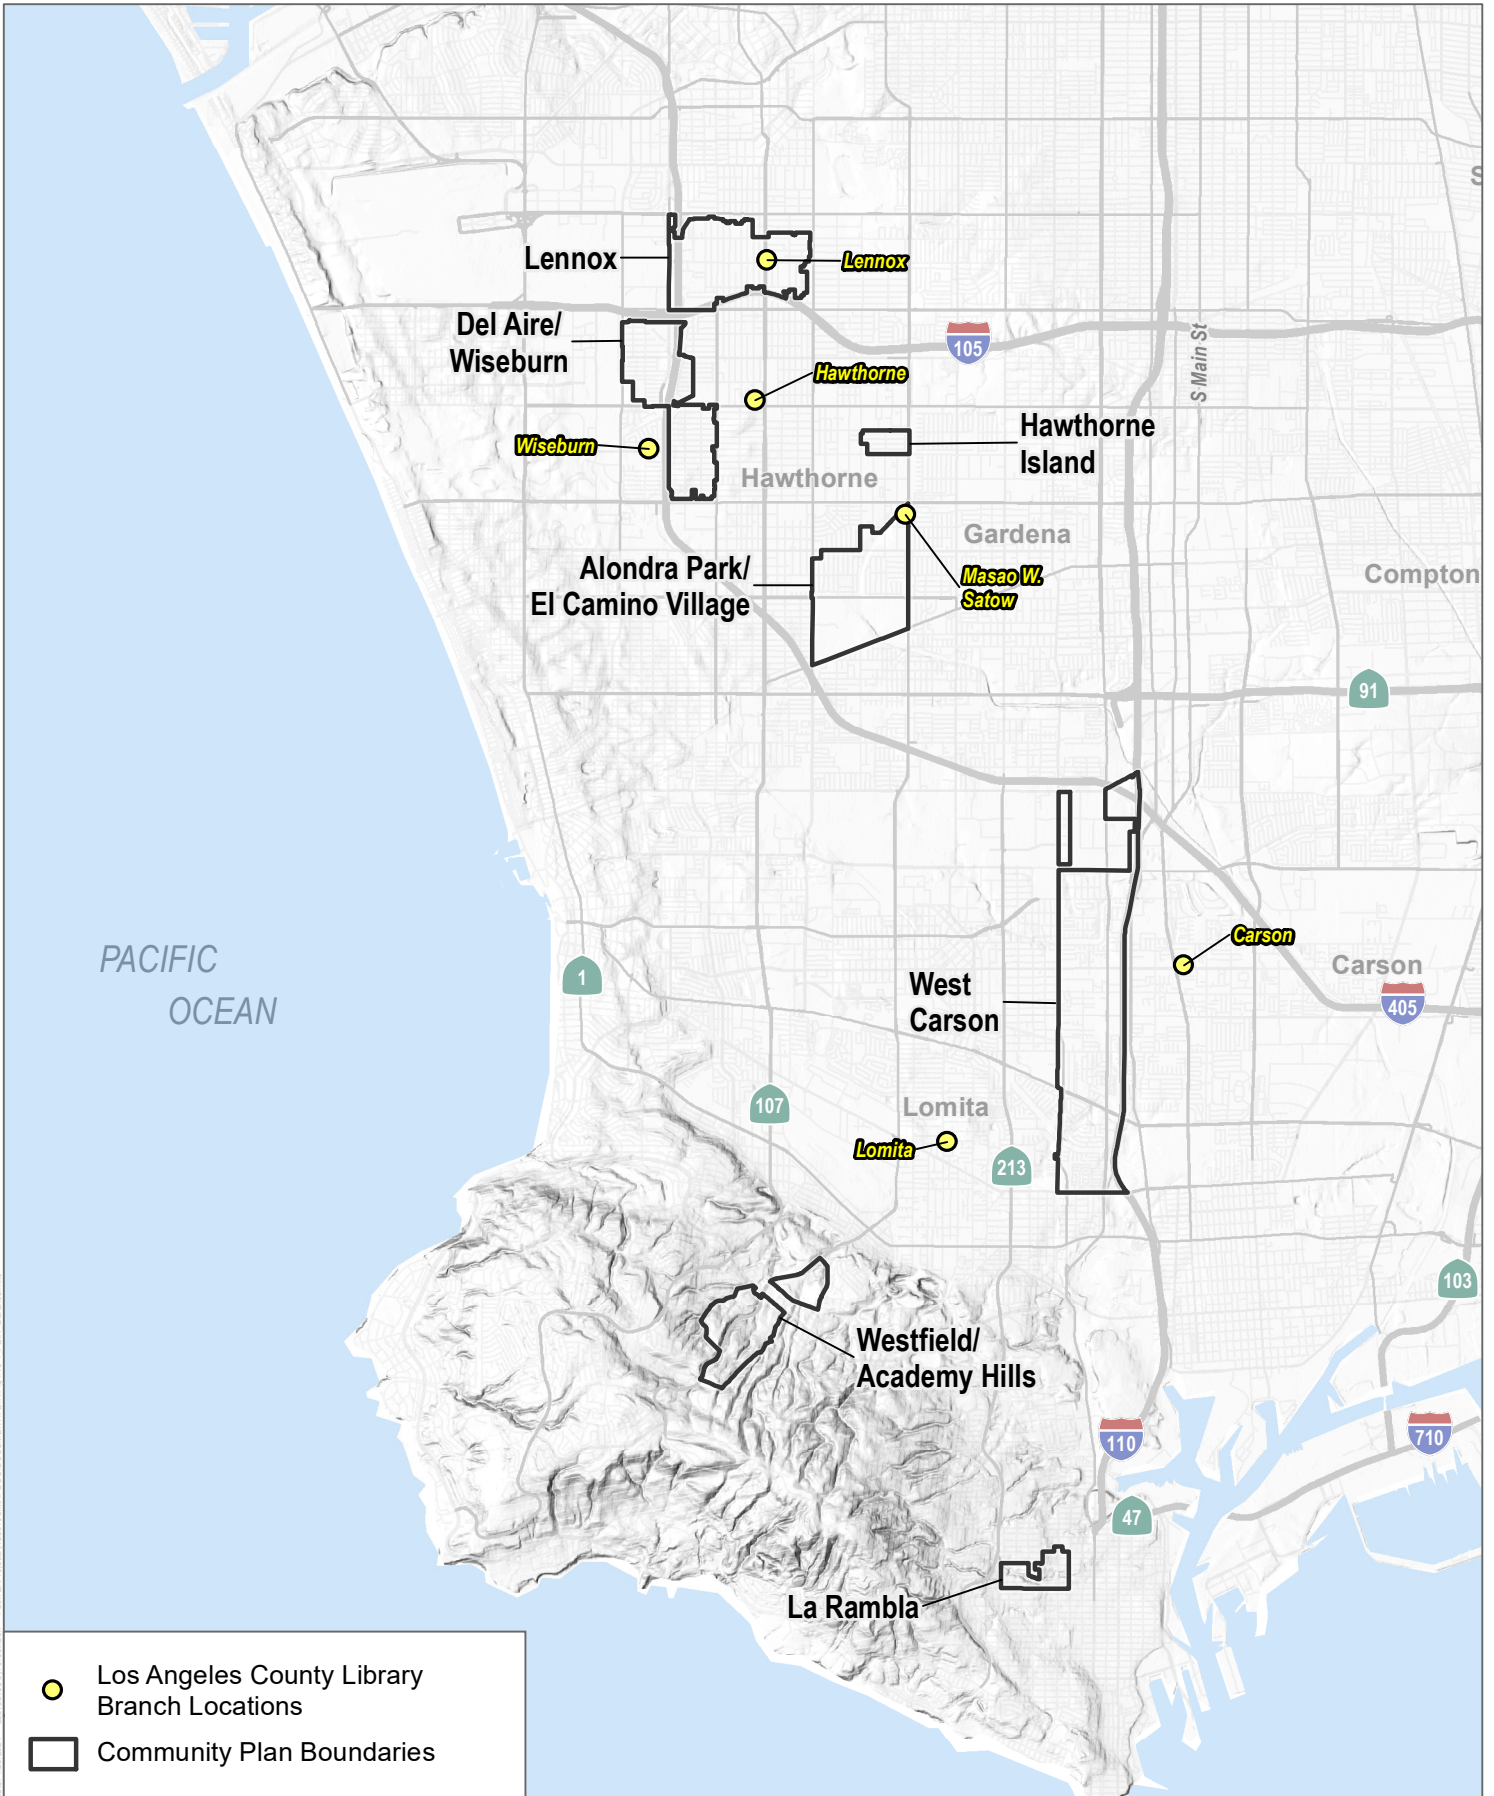 S
Lennox
Lennox
Del Aire/
Wiseburn
105
S Main St
Hawthorne
Wiseburn
Hawthorne
Island
Hawthorne
Gardena
Alondra Park/
El Camino Village
Masao W.
Satow
Compton
91
Carson
PACIFIC
OCEAN
1
West
Carson
Carson
405
107
Lomita
Lomita
213
103
Westfield/
Academy Hills
110
710
47
La Rambla
Los Angeles County Library
Branch Locations
Community Plan Boundaries